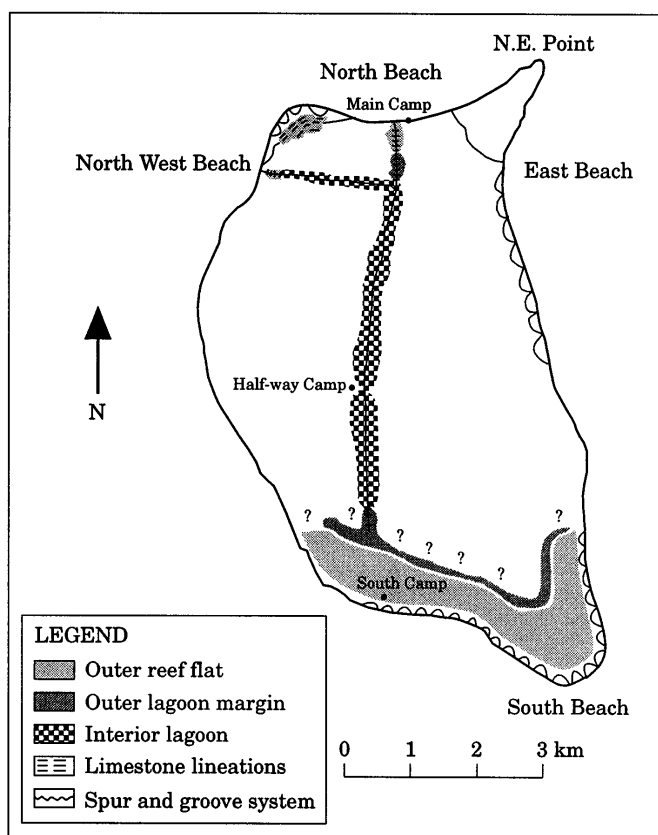 N.E. Point
North Beach
Main Camp
North West Beach
East Beach
N
Half-way Camp
? ? ? ? ? ? ?
South Camp
South Beach
LEGEND
Outer reef flat
Outer lagoon margin
Interior lagoon
Limestone lineations
Spur and groove system
0 1 2 3 km